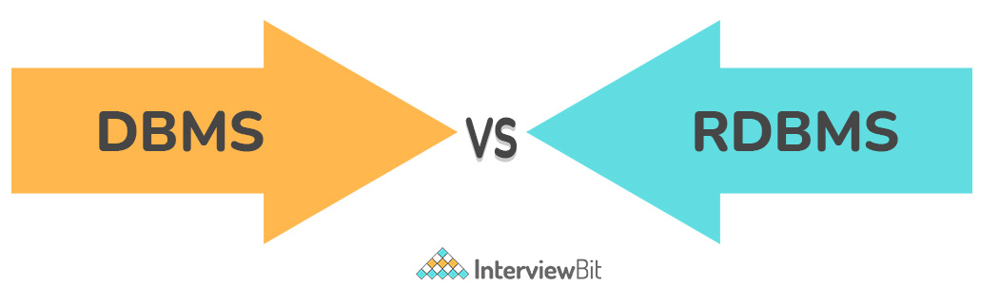 DBMS VS RDBMS
InterviewBit